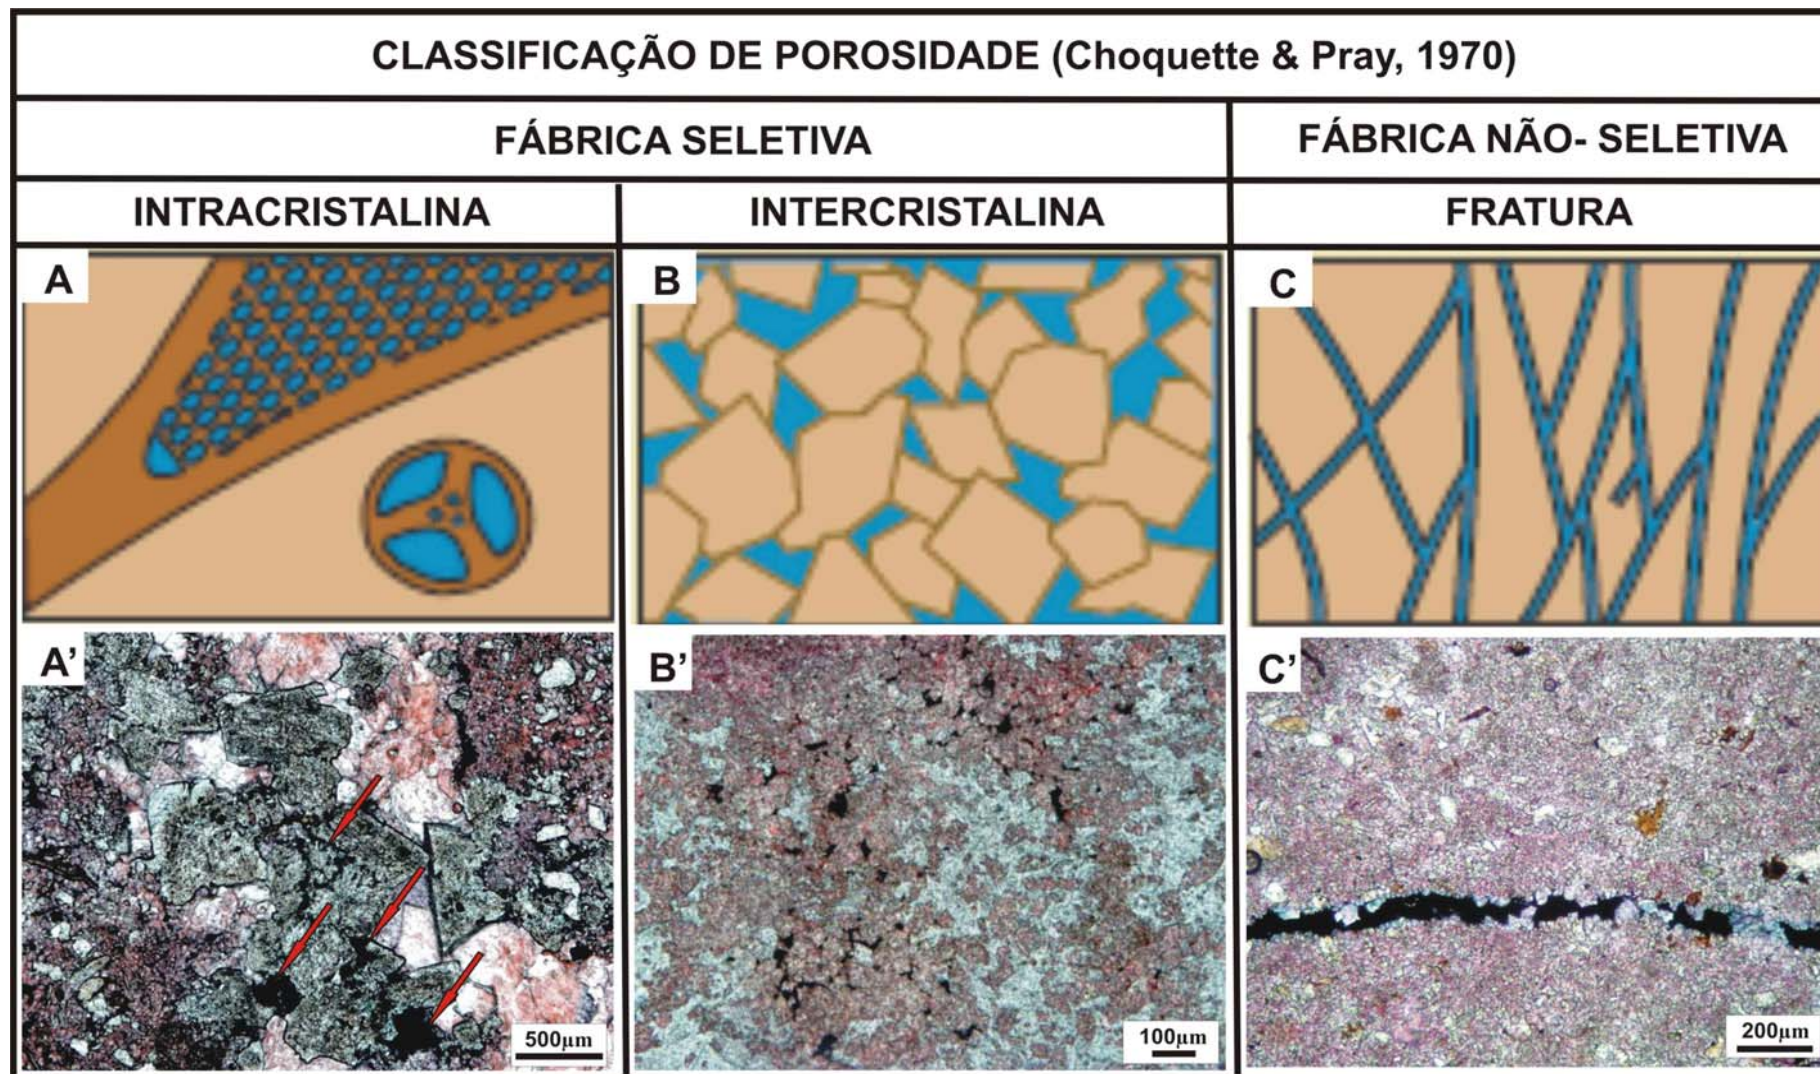 CLASSIFICAÇÃO DE POROSIDADE (Choquette & Pray, 1970)
FÁBRICA SELETIVA
FÁBRICA NÃO- SELETIVA
INTRACRISTALINA
INTERCRISTALINA
FRATURA
A
B
C
A’
B’
C’
500µm
100µm
200µm